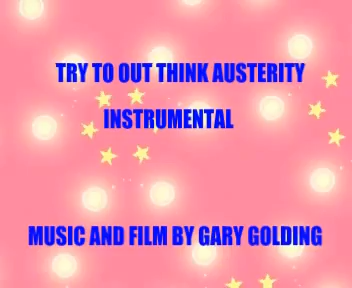 TRY TO OUT THINK AUSTERITY
INSTRUMENTAL
MUSIC AND FILM BY GARY GOLDING